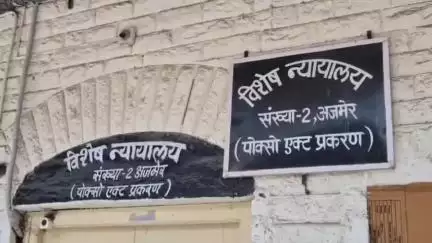 विशेष न्यायालय
संख्या-2 अजमेर
(पोक्सो एक्ट प्रकरण)
विशेष न्यायालय
संख्या-2, अजमेर
(पोक्सो एक्ट प्रकरण)